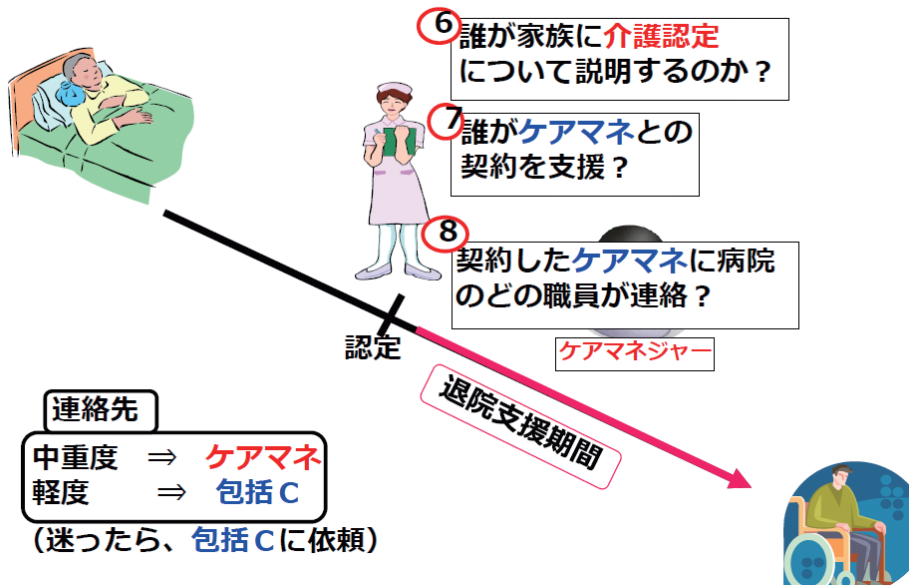 ⑥
誰が家族に介護認定
について説明するのか？
⑦
誰がケアマネとの
契約を支援？
⑧
契約したケアマネに病院
のどの職員が連絡？
ケアマネジャー
認定
退院支援期間
連絡先
中重度　⇒　ケアマネ
軽度　　⇒　包括Ｃ
（迷ったら、包括Ｃに依頼）